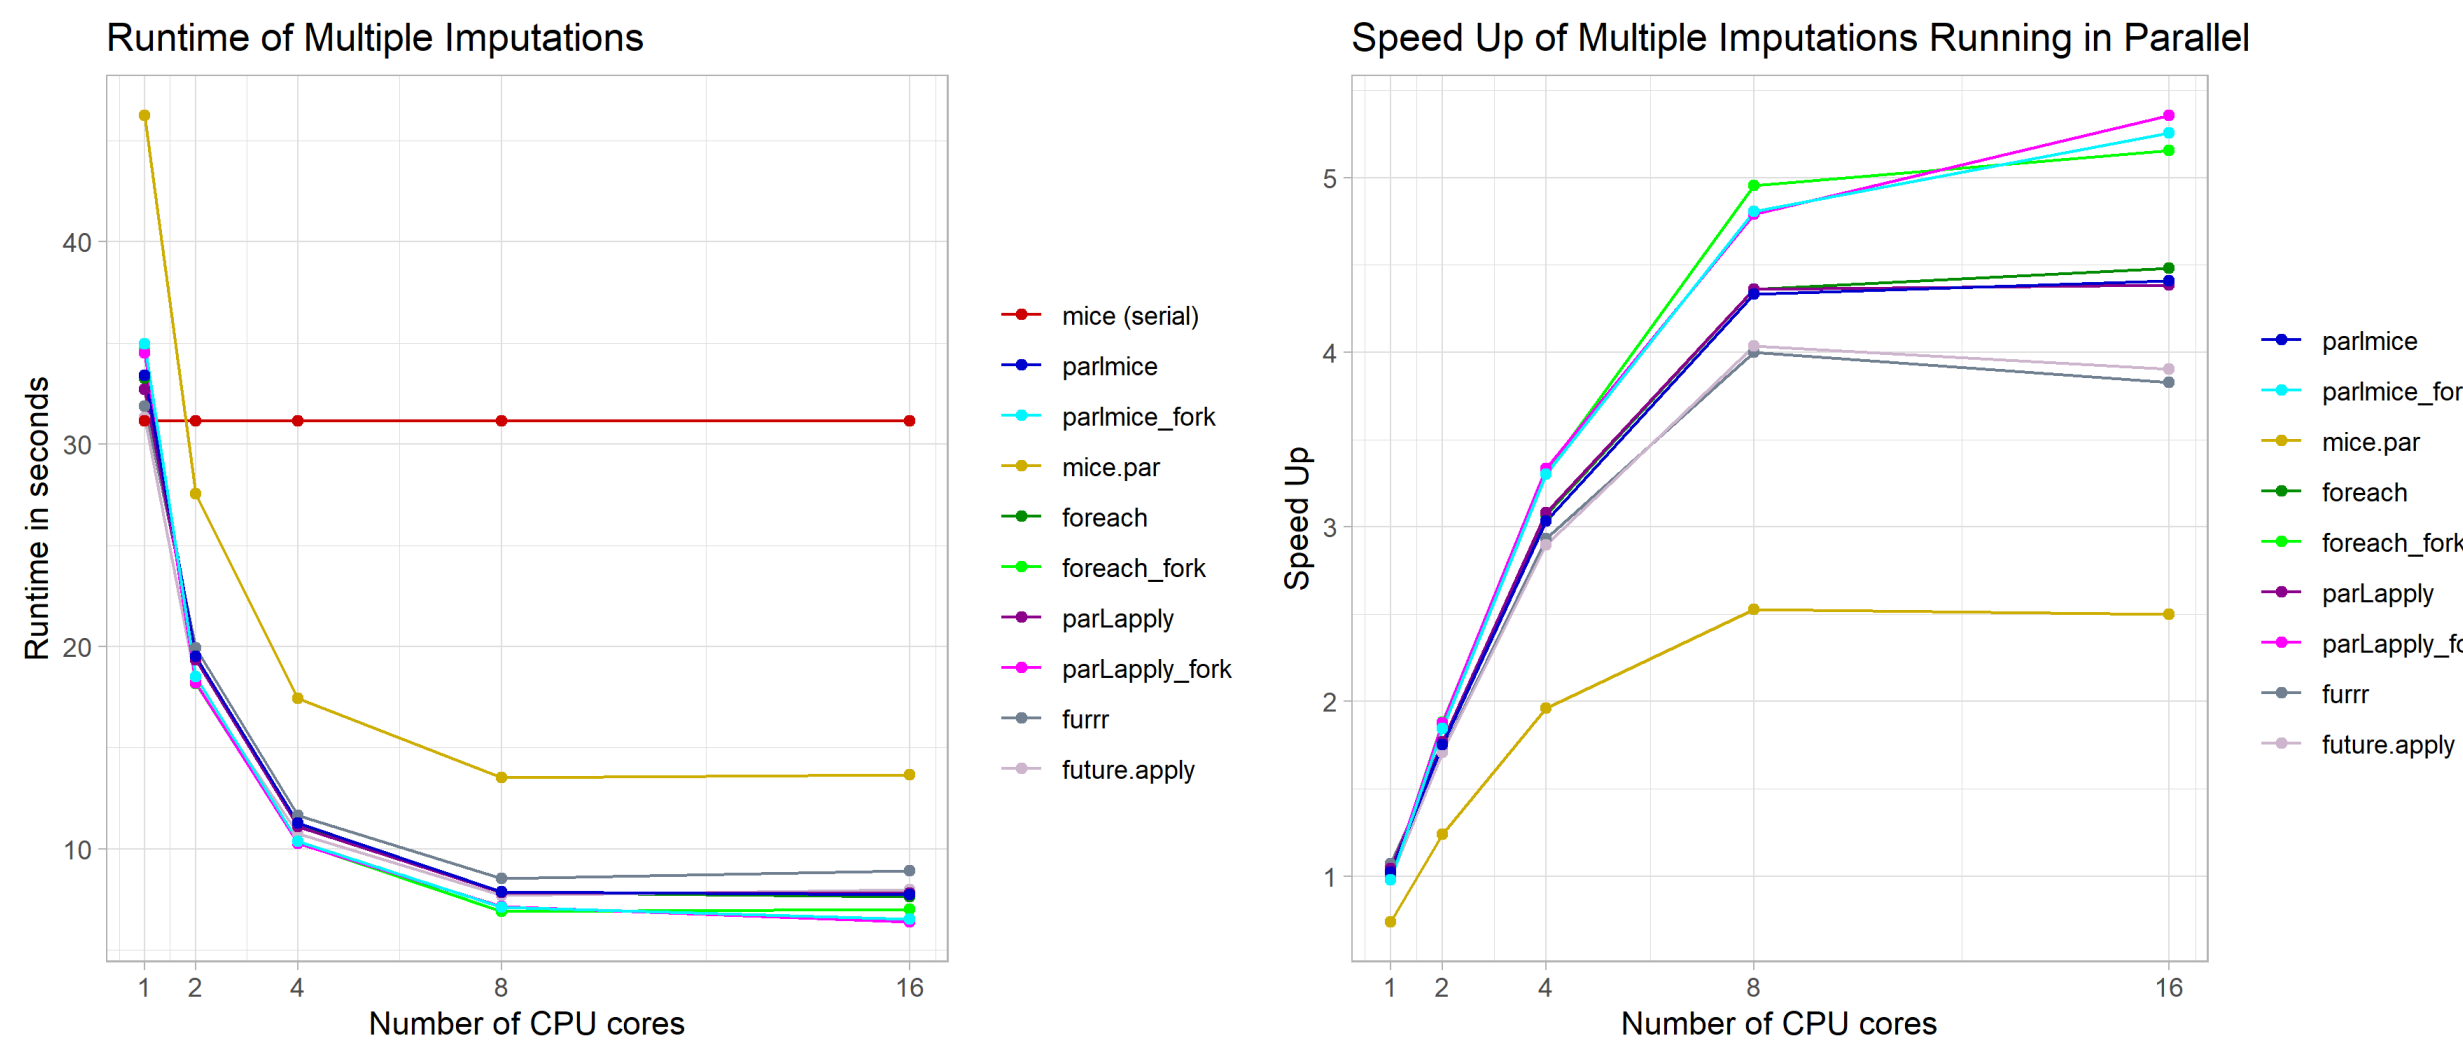 Runtime of Multiple Imputations
40
30
20
10
Runtime in seconds
1 2 4 8 16
Number of CPU cores
mice (serial)
parlmice
parlmice_fork
mice.par
foreach
foreach_fork
parLapply
parLapply_fork
furrr
future.apply
Speed Up of Multiple Imputations Running in Parallel
5
4
3
2
1
Speed Up
1 2 4 8 16
Number of CPU cores
parlmice
parlmice_for
mice.par
foreach
foreach_fork
parLapply
parLapply_fo
furrr
future.apply